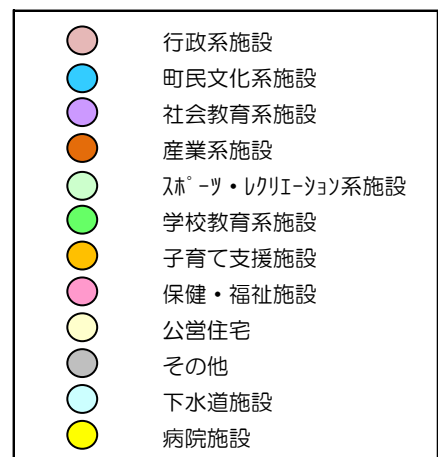 行政系施設
町民文化系施設
社会教育系施設
産業系施設
ｽﾎﾟｰﾂ・ﾚｸﾘｴｰｼｮﾝ系施設
学校教育系施設
子育て支援施設
保健・福祉施設
公営住宅
その他
下水道施設
病院施設